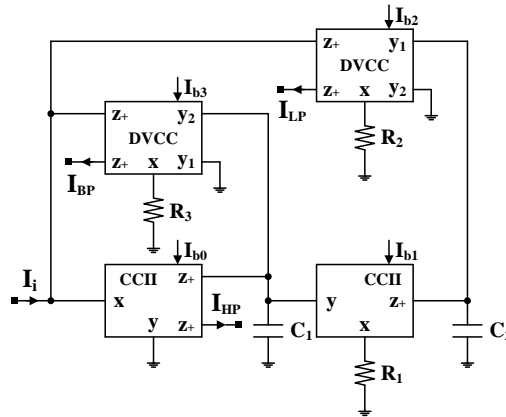 I_b2
z+ y₁
DVCC
z+ x y₂
I_LP
R₂
I_b3
z+ y₂
DVCC
z+ x y₁
I_BP
R₃
I_i
I_b0
CCII z+
x
y z+
I_HP
C₁
I_b1
CCII
y z+
x
R₁